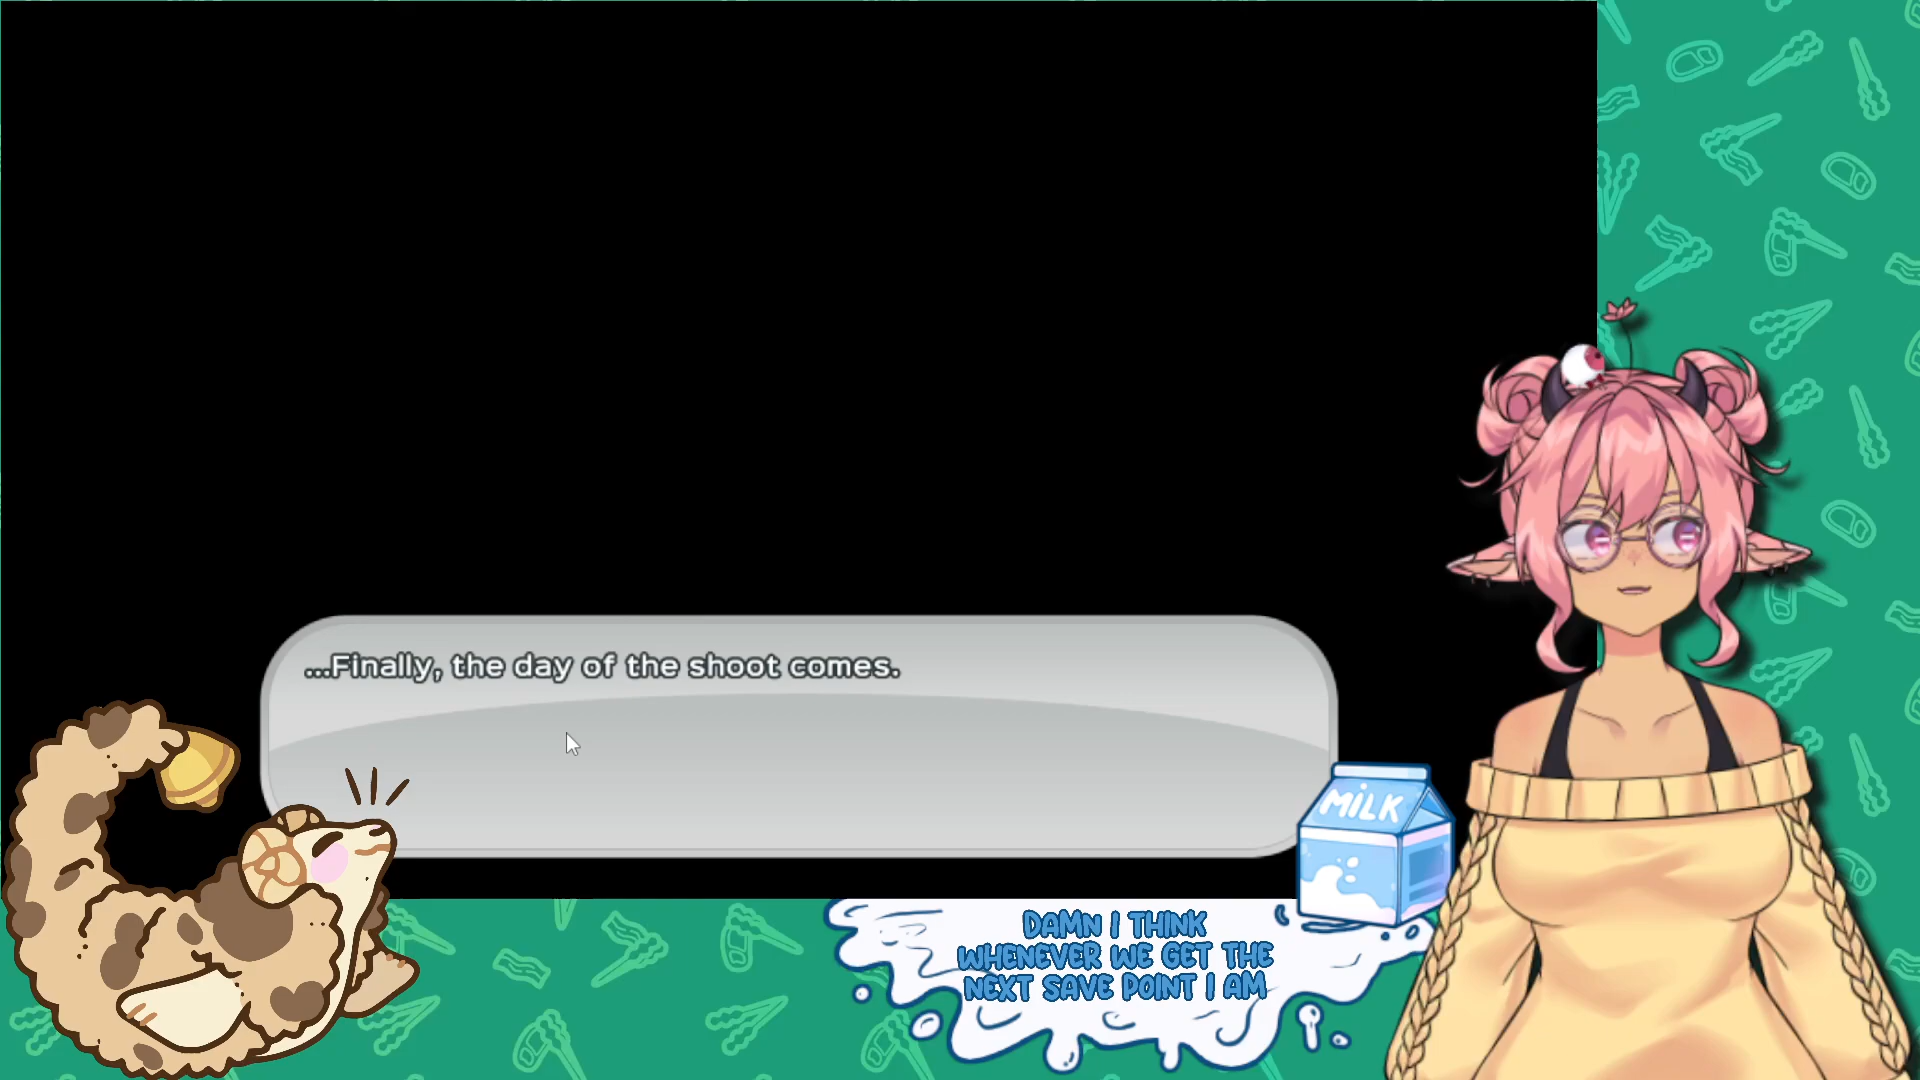 ...Finally, the day of the shoot comes.
MiLK
DAMN I THINK
WHENEVER WE GET THE
NEXT SAVE POINT I AM